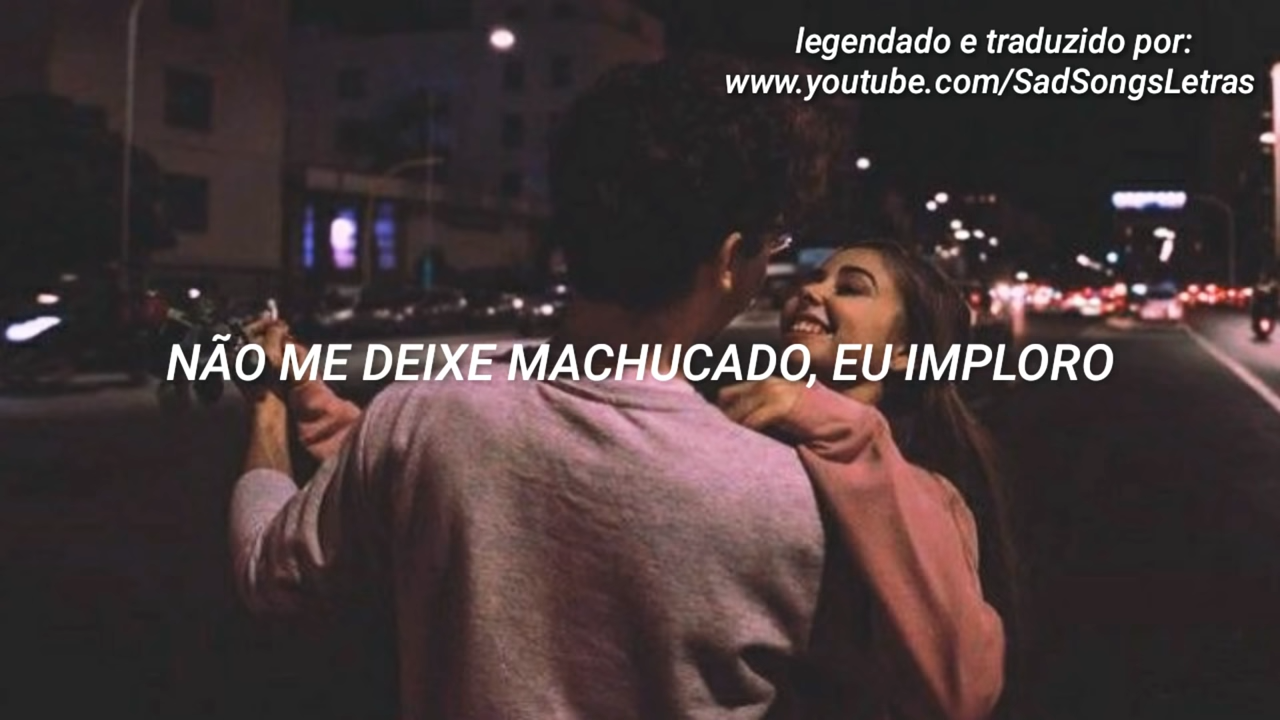 legendado e traduzido por:
www.youtube.com/SadSongsLetras
NÃO ME DEIXE MACHUCADO, EU IMPLORO